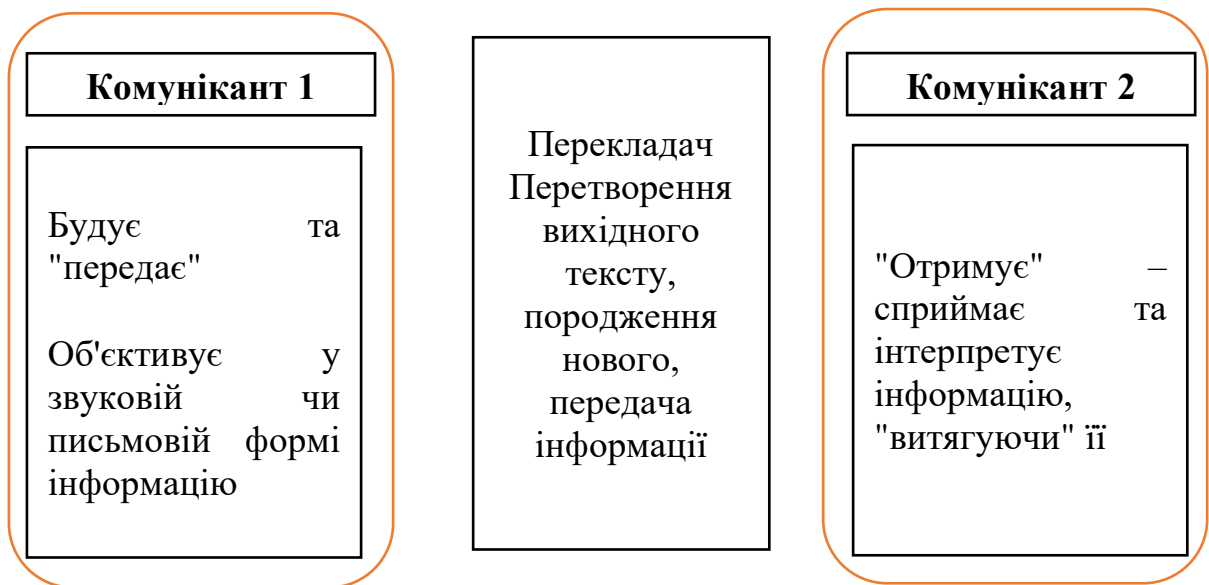 Комунікант 1
Будує та
"передає"
Об'єктивує у
звуковій чи
письмовій формі
інформацію
Перекладач
Перетворення
вихідного
тексту,
породження
нового,
передача
інформації
Комунікант 2
"Отримує" –
сприймає та
інтерпретує
інформацію,
"витягуючи" її